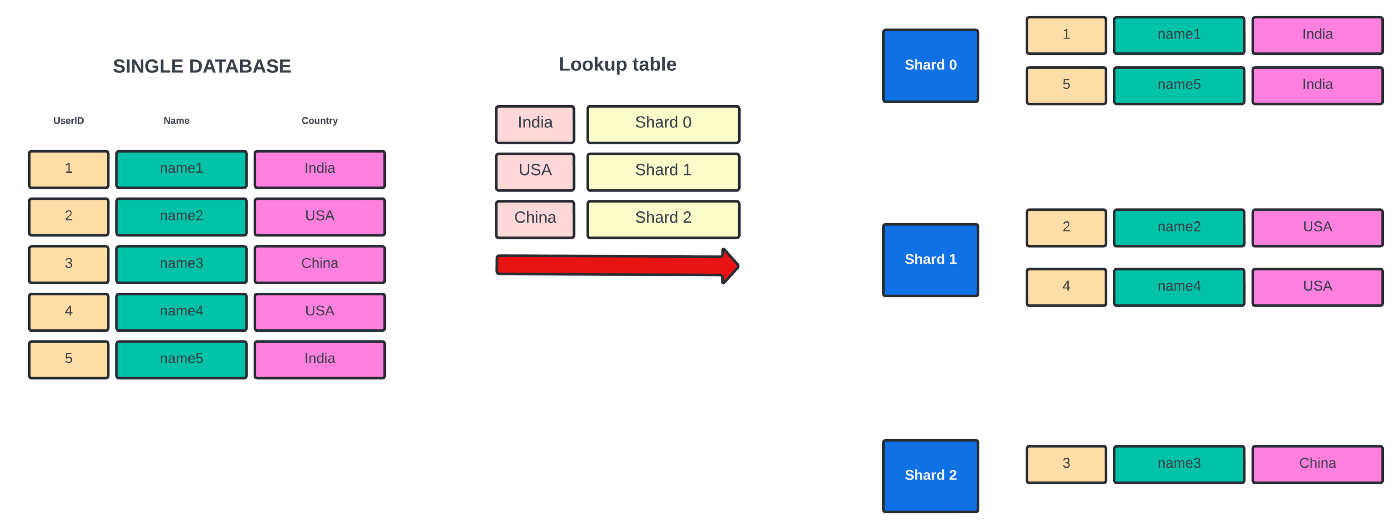 SINGLE DATABASE
UserID Name Country
1 name1 India
2 name2 USA
3 name3 China
4 name4 USA
5 name5 India
Lookup table
India Shard 0
USA Shard 1
China Shard 2
Shard 0
1 name1 India
5 name5 India
Shard 1
2 name2 USA
4 name4 USA
Shard 2
3 name3 China